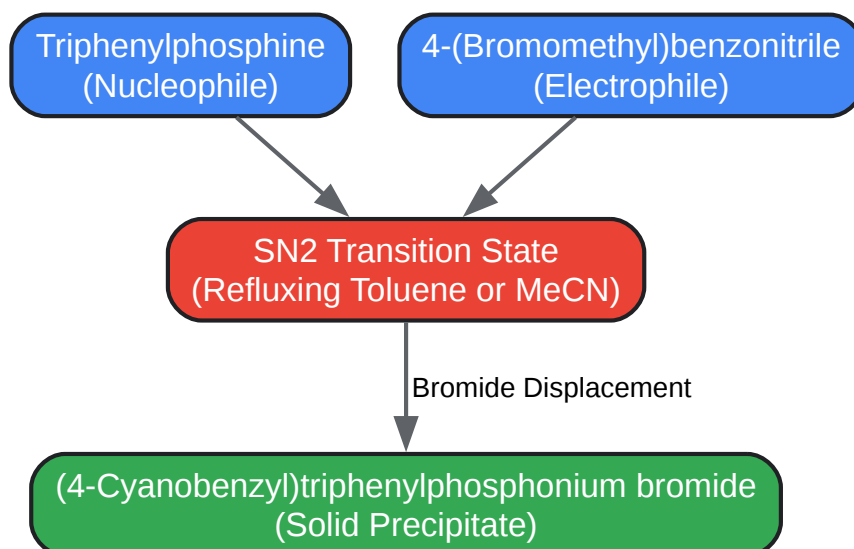 Triphenylphosphine
(Nucleophile)
4-(Bromomethyl)benzonitrile
(Electrophile)
SN2 Transition State
(Refluxing Toluene or MeCN)
Bromide Displacement
(4-Cyanobenzyl)triphenylphosphonium bromide
(Solid Precipitate)